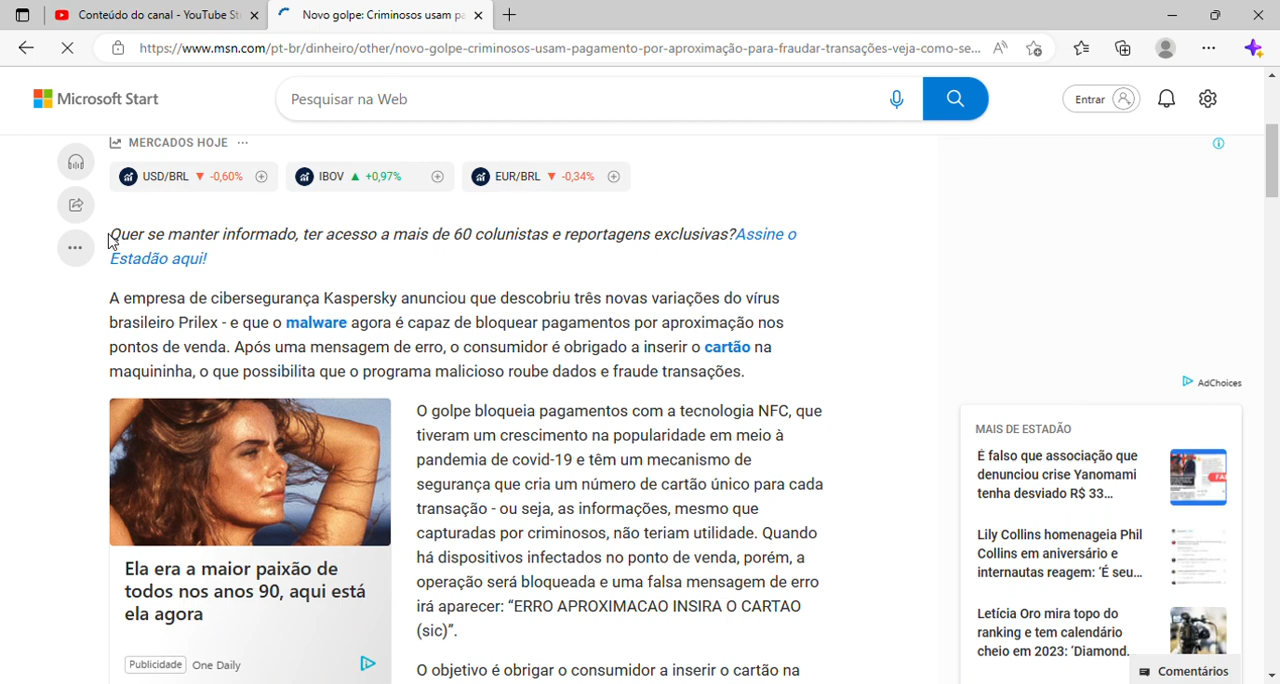 Conteúdo do canal - YouTube St
Novo golpe: Criminosos usam pa
https://www.msn.com/pt-br/dinheiro/other/novo-golpe-criminosos-usam-pagamento-por-aproximação-para-fraudar-transações-veja-como-se...
Microsoft Start
Pesquisar na Web
Entrar
MERCADOS HOJE ...
USD/BRL ▼ -0,60%
IBOV ▲ +0,97%
EUR/BRL ▼ -0,34%
Quer se manter informado, ter acesso a mais de 60 colunistas e reportagens exclusivas?Assine o
Estadão aqui!
A empresa de cibersegurança Kaspersky anunciou que descobriu três novas variações do vírus
brasileiro Prilex - e que o malware agora é capaz de bloquear pagamentos por aproximação nos
pontos de venda. Após uma mensagem de erro, o consumidor é obrigado a inserir o cartão na
maquininha, o que possibilita que o programa malicioso roube dados e fraude transações.
Ela era a maior paixão de
todos nos anos 90, aqui está
ela agora
Publicidade One Daily
O golpe bloqueia pagamentos com a tecnologia NFC, que
tiveram um crescimento na popularidade em meio à
pandemia de covid-19 e têm um mecanismo de
segurança que cria um número de cartão único para cada
transação - ou seja, as informações, mesmo que
capturadas por criminosos, não teriam utilidade. Quando
há dispositivos infectados no ponto de venda, porém, a
operação será bloqueada e uma falsa mensagem de erro
irá aparecer: “ERRO APROXIMACAO INSIRA O CARTAO
(sic)”.
O objetivo é obrigar o consumidor a inserir o cartão na
AdChoices
MAIS DE ESTADÃO
É falso que associação que
denunciou crise Yanomami
tenha desviado R$ 33...
Lily Collins homenageia Phil
Collins em aniversário e
internautas reagem: ‘É seu...
Letícia Oro mira topo do
ranking e tem calendário
cheio em 2023: ‘Diamond.
Comentários